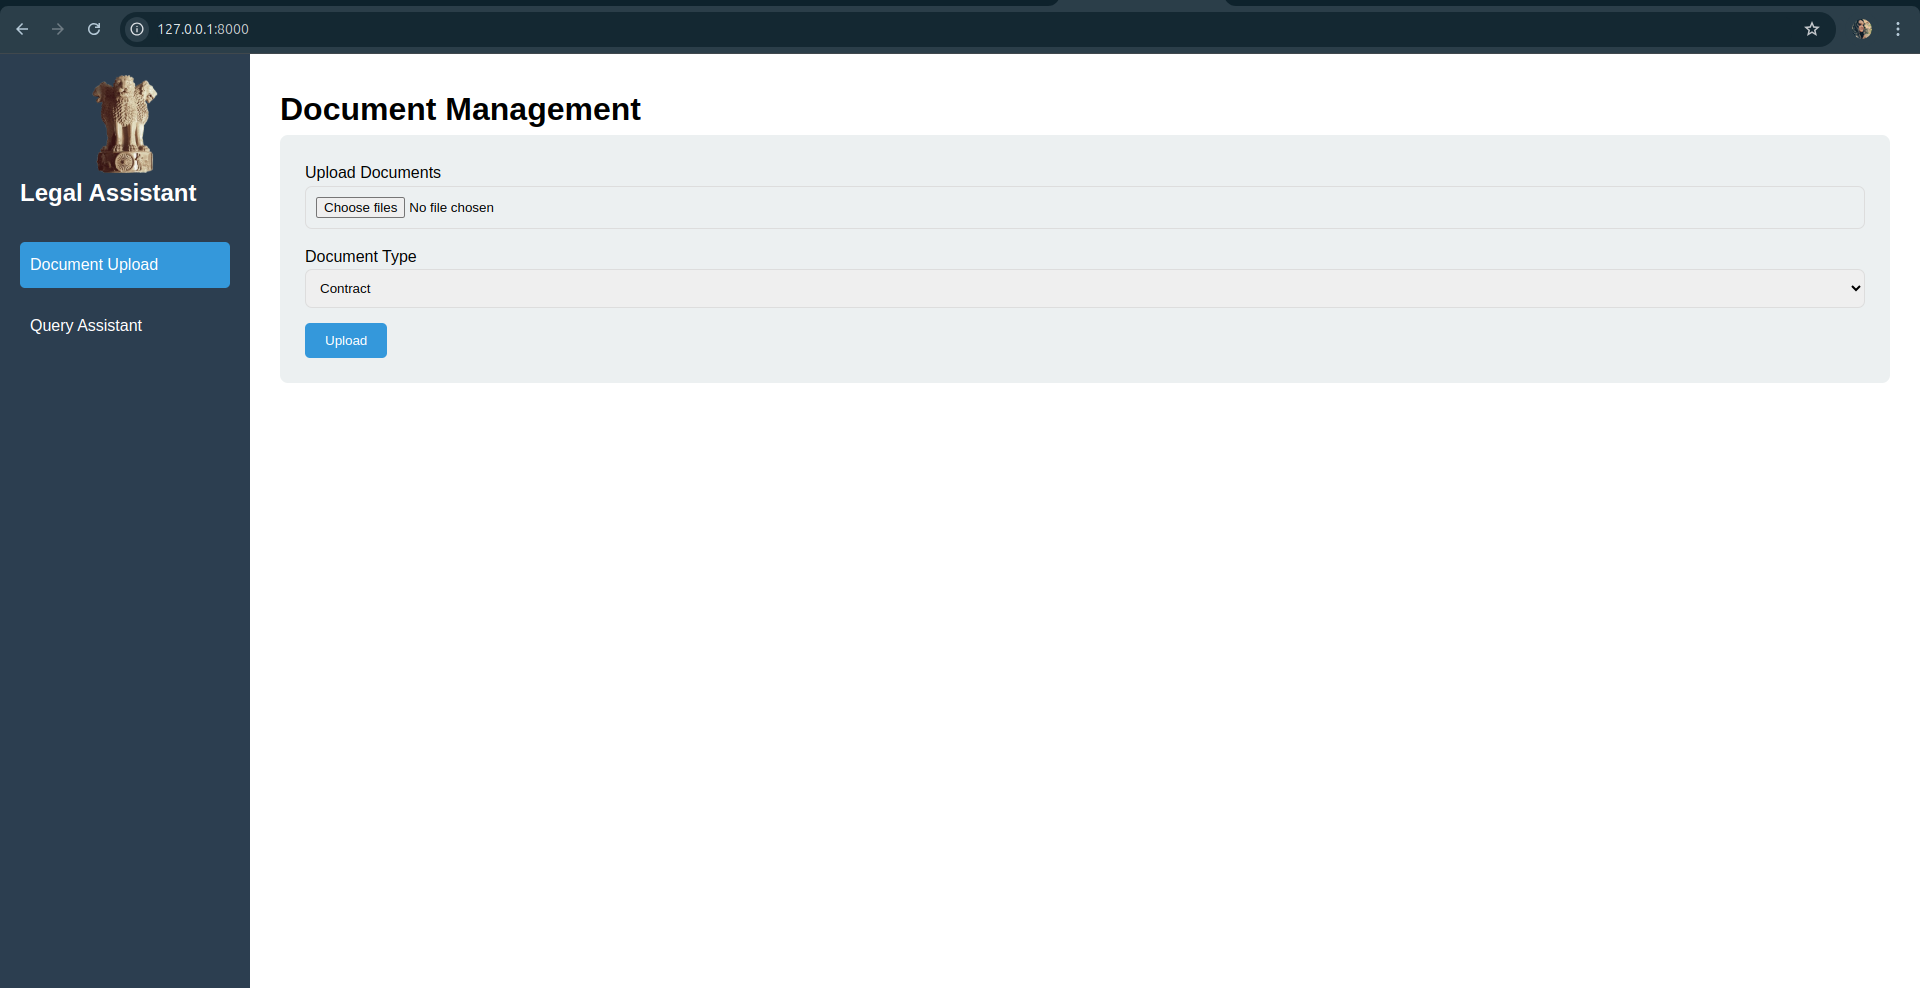 127.0.0.1:8000
Legal Assistant
Document Upload
Query Assistant
Document Management
Upload Documents
Choose files No file chosen
Document Type
Contract
Upload